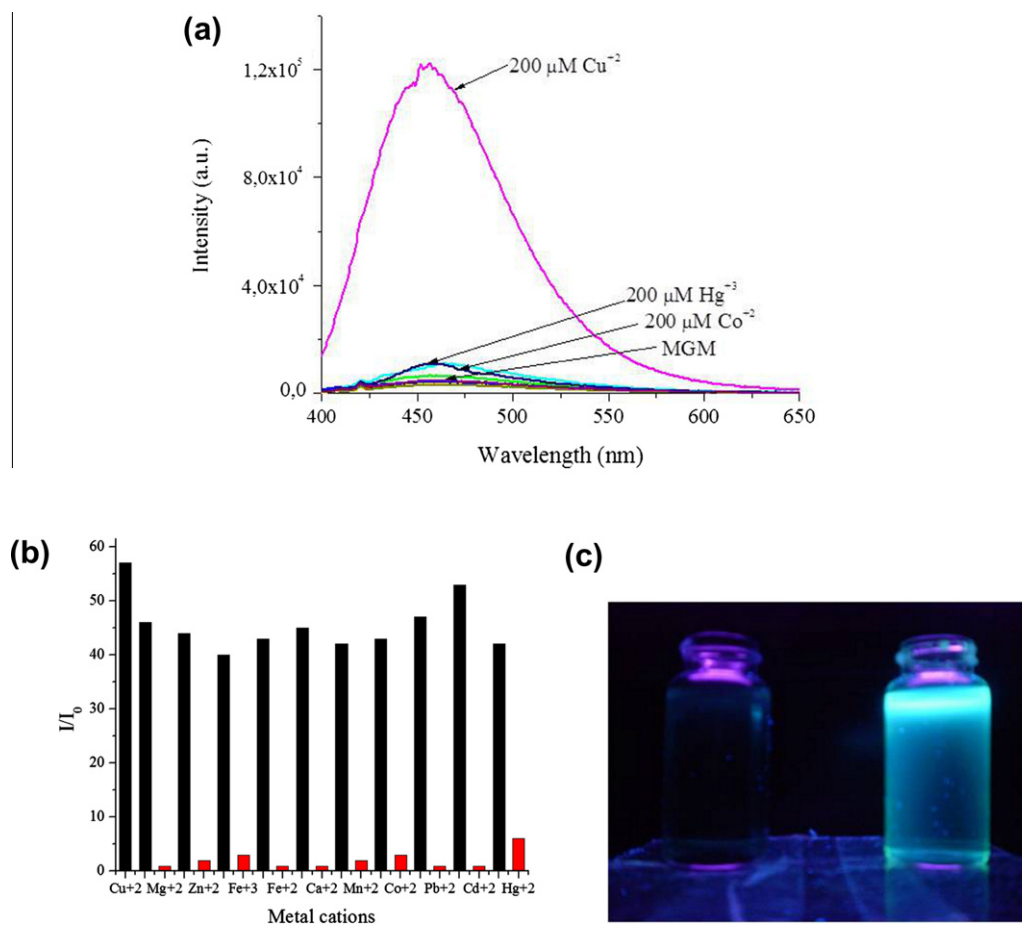 (a)
200 μM Cu+2
1,2x10^5
8,0x10^4
4,0x10^4
0,0
Intensity (a.u.)
200 μM Hg+3
200 μM Co+2
MGM
400 450 500 550 600 650
Wavelength (nm)
(b)
60
50
40
30
20
10
0
I/I0
Cu+2 Mg+2 Zn+2 Fe+3 Fe+2 Ca+2 Mn+2 Co+2 Pb+2 Cd+2 Hg+2
Metal cations
(c)